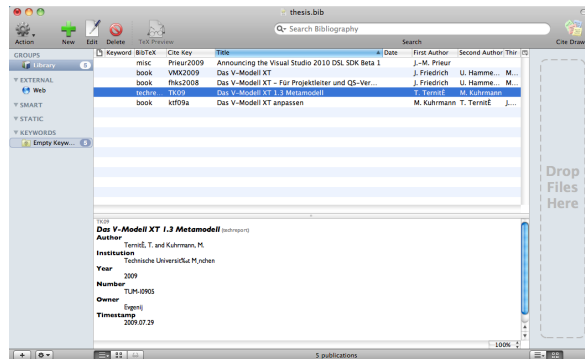 thesis.bib
Action New Edit Delete TeX Preview Search Bibliography Search Cite Draw
GROUPS Keyword BibTeX Cite Key Title Date First Author Second Author Thir
Library 5 misc Prieur2009 Announcing the Visual Studio 2010 DSL SDK Beta 1 J.-M. Prieur
book VMX2009 Das V-Modell XT J. Friedrich U. Hamme... M...
EXTERNAL book fhks2008 Das V-Modell XT - Für Projektleiter und QS-Ver... J. Friedrich U. Hamme... M...
Web techre... TK09 Das V-Modell XT 1.3 Metamodell T. TernitÈ M. Kuhrmann
SMART book ktf09a Das V-Modell XT anpassen M. Kuhrmann T. TernitÈ J....
STATIC
KEYWORDS
Empty Keyw... 5
Drop
Files
Here
TK09
Das V-Modell XT 1.3 Metamodell (techreport)
Author
TernitÈ, T. and Kuhrmann, M.
Institution
Technische Universit‰t M¸nchen
Year
2009
Number
TUM-I0905
Owner
Evgenij
Timestamp
2009.07.29
100%
5 publications